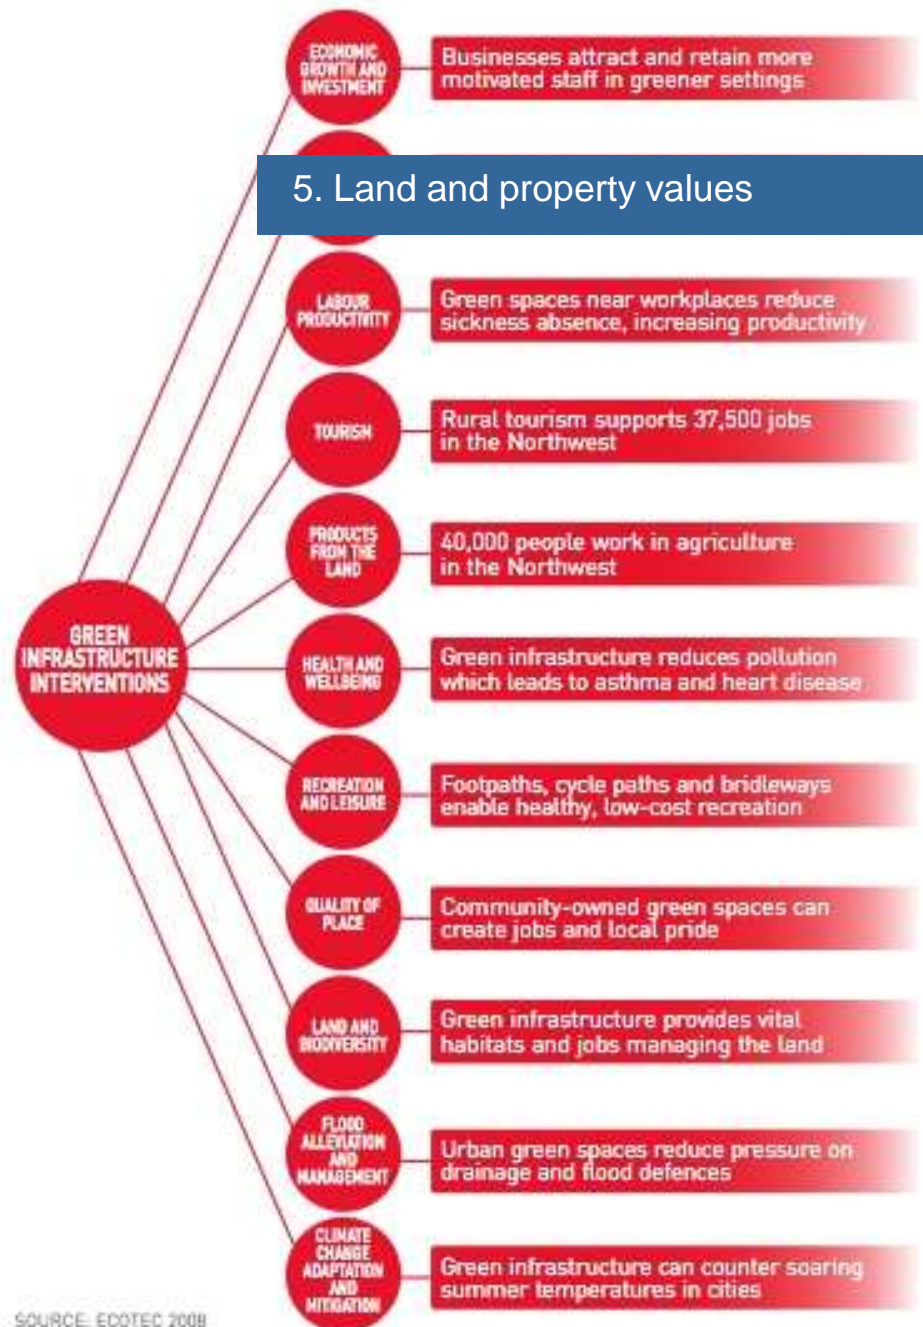 ECONOMIC
GROWTH AND
INVESTMENT
Businesses attract and retain more
motivated staff in greener settings
5. Land and property values
LABOUR
PRODUCTIVITY
Green spaces near workplaces reduce
sickness absence, increasing productivity
TOURISM
Rural tourism supports 37,500 jobs
in the Northwest
PRODUCTS
FROM THE
LAND
40,000 people work in agriculture
in the Northwest
GREEN
INFRASTRUCTURE
INTERVENTIONS
HEALTH AND
WELLBEING
Green infrastructure reduces pollution
which leads to asthma and heart disease
RECREATION
AND LEISURE
Footpaths, cycle paths and bridleways
enable healthy, low-cost recreation
QUALITY OF
PLACE
Community-owned green spaces can
create jobs and local pride
LAND AND
BIODIVERSITY
Green infrastructure provides vital
habitats and jobs managing the land
FLOOD
ALLEVIATION
AND
MANAGEMENT
Urban green spaces reduce pressure on
drainage and flood defences
CLIMATE
CHANGE
ADAPTATION
AND
MITIGATION
Green infrastructure can counter soaring
summer temperatures in cities
SOURCE: ECOTEC 2008